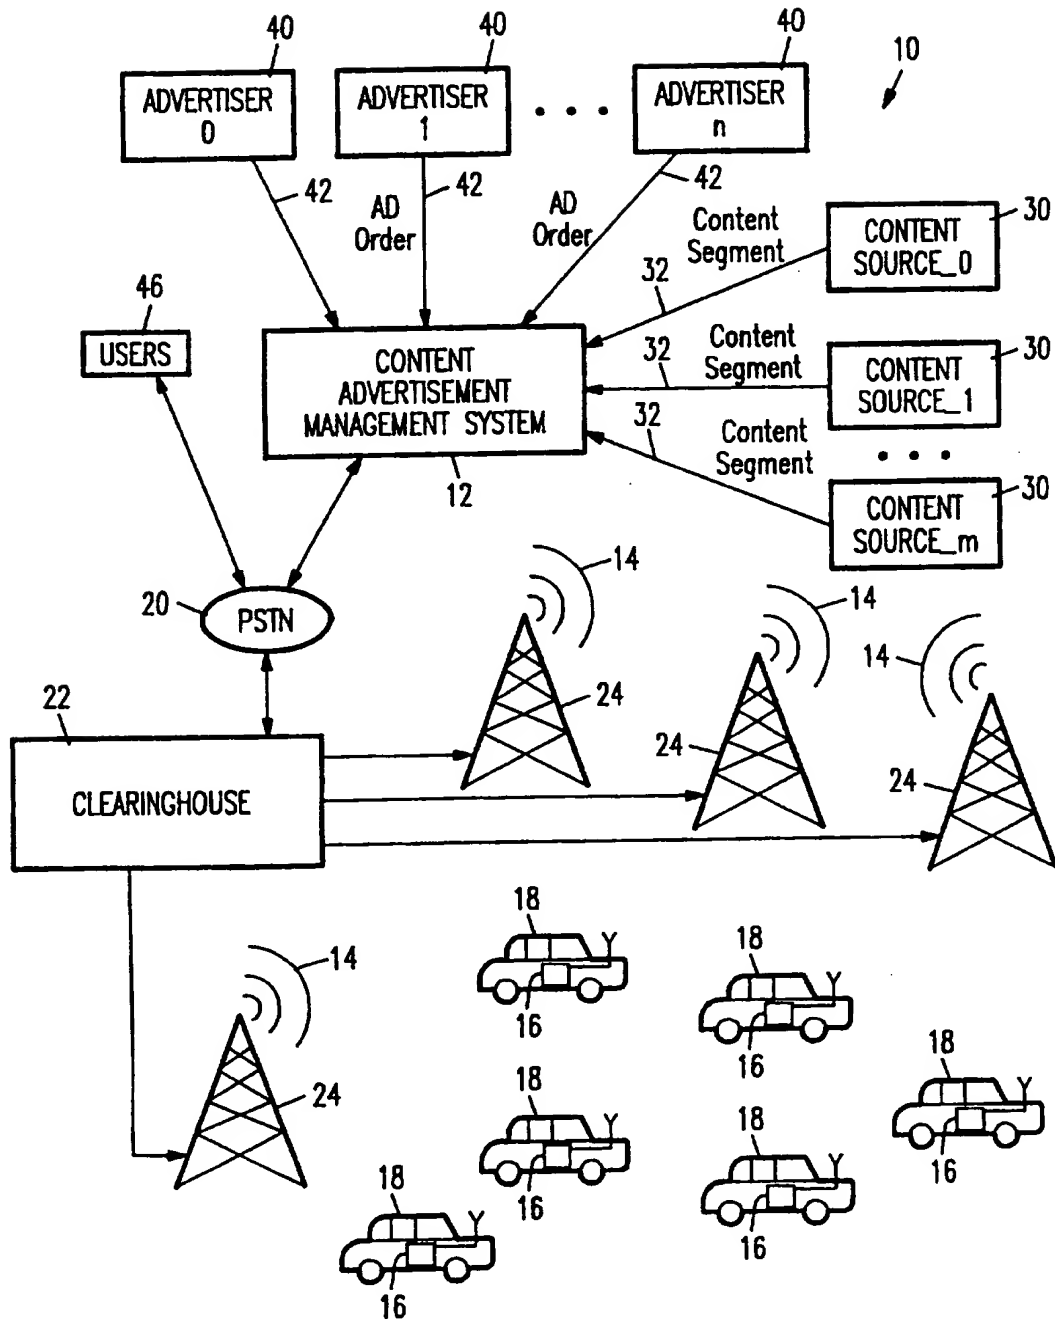 40
40
40
10
ADVERTISER
0
ADVERTISER
1
• • •
ADVERTISER
n
42
42
42
AD
Order
AD
Order
Content
Segment
30
CONTENT
SOURCE_0
46
USERS
32
CONTENT
ADVERTISEMENT
MANAGEMENT SYSTEM
32
Content
Segment
30
CONTENT
SOURCE_1
32
Content
Segment
• • •
12
30
CONTENT
SOURCE_m
20
PSTN
14
14
14
22
24
24
24
CLEARINGHOUSE
14
24
18
16
18
16
18
16
18
16
18
16
18
16